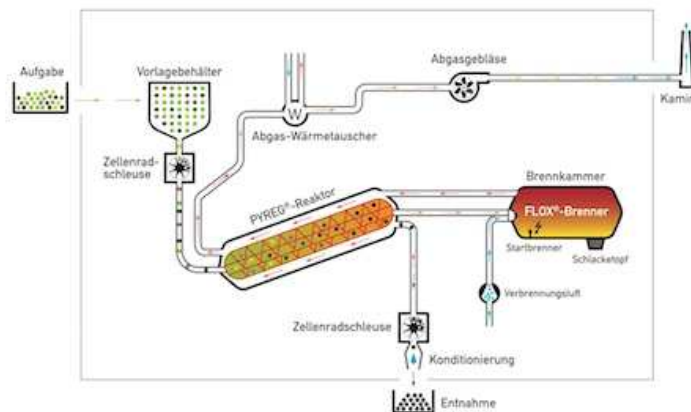 Aufgabe
Vorlagebehälter
Abgasgebläse
Kamin
W
Abgas-Wärmetauscher
Zellenrad-
schleuse
Brennkammer
PYREG®-Reaktor
FLOX®-Brenner
Startbrenner
Schlacketopf
Verbrennungsluft
Zellenradschleuse
Konditionierung
Entnahme